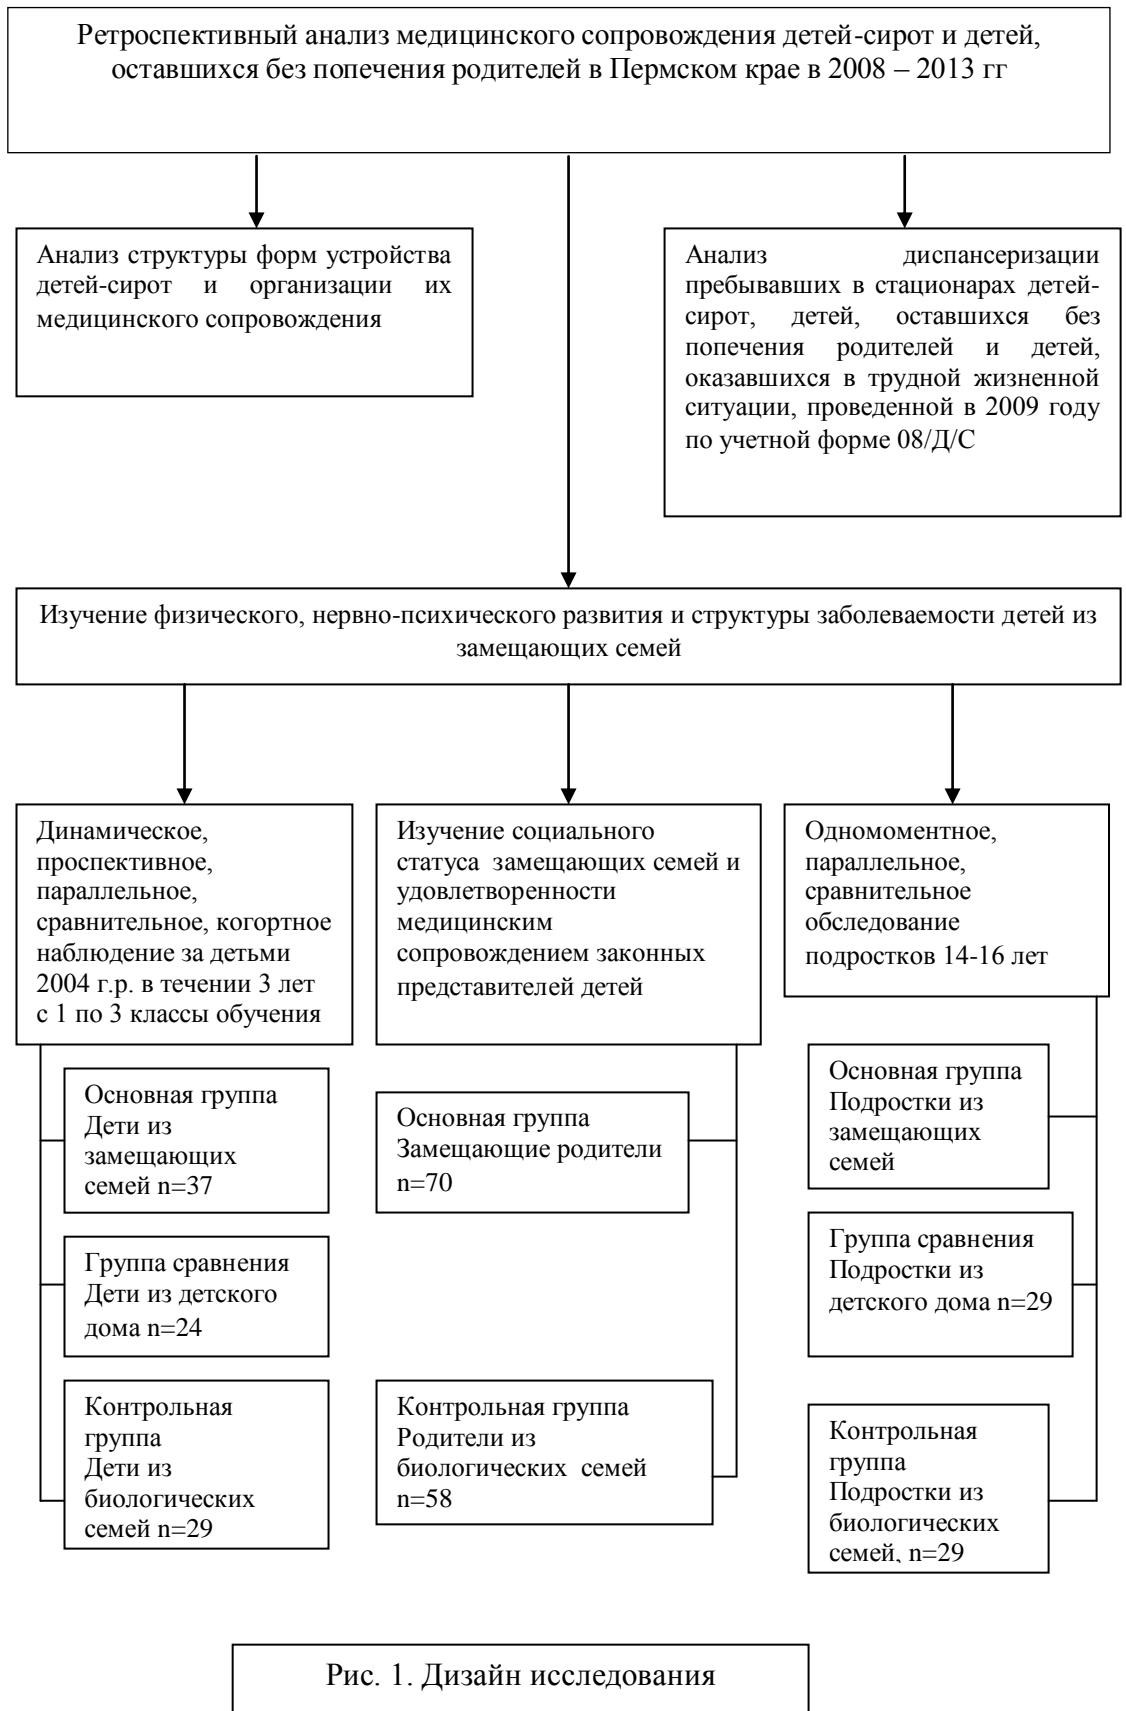 Ретроспективный анализ медицинского сопровождения детей-сирот и детей,
оставшихся без попечения родителей в Пермском крае в 2008 – 2013 гг
Анализ структуры форм устройства
детей-сирот и организации их
медицинского сопровождения
Анализ диспансеризации
пребывавших в стационарах детей-
сирот, детей, оставшихся без
попечения родителей и детей,
оказавшихся в трудной жизненной
ситуации, проведенной в 2009 году
по учетной форме 08/Д/С
Изучение физического, нервно-психического развития и структуры заболеваемости детей из
замещающих семей
Динамическое,
проспективное,
параллельное,
сравнительное, когортное
наблюдение за детьми
2004 г.р. в течении 3 лет
с 1 по 3 классы обучения
Основная группа
Дети из
замещающих
семей n=37
Группа сравнения
Дети из детского
дома n=24
Контрольная
группа
Дети из
биологических
семей n=29
Изучение социального
статуса замещающих семей и
удовлетворенности
медицинским
сопровождением законных
представителей детей
Основная группа
Замещающие родители
n=70
Контрольная группа
Родители из
биологических семей
n=58
Одномоментное,
параллельное,
сравнительное
обследование
подростков 14-16 лет
Основная группа
Подростки из
замещающих
семей
Группа сравнения
Подростки из
детского дома n=29
Контрольная
группа
Подростки из
биологических
семей, n=29
Рис. 1. Дизайн исследования